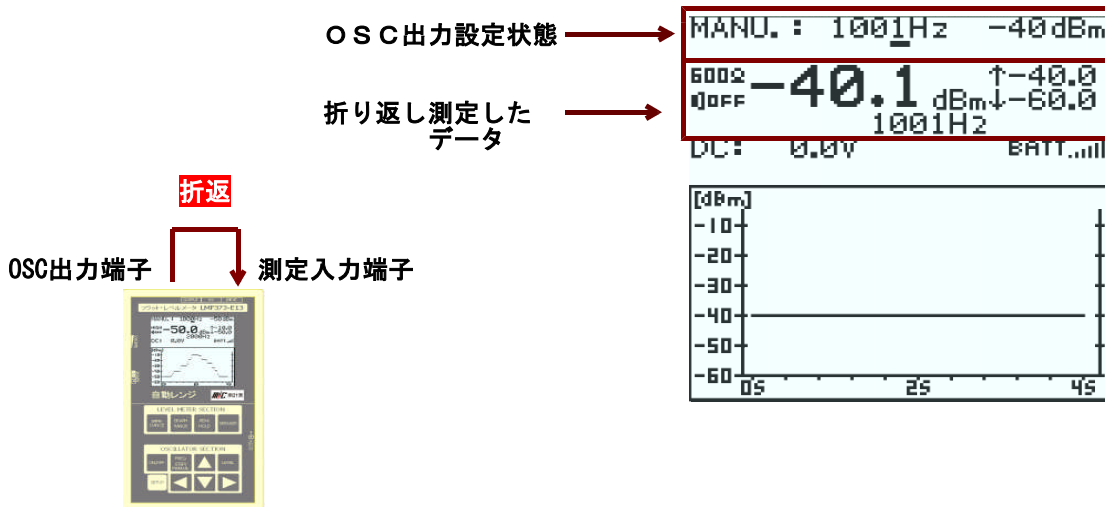 OSC出力設定状態
MANU.: 1001Hz -40dBm
600Ω -40.1 dBm ↑-40.0
OFF ↓-60.0
1001Hz
折り返し測定した
データ
DC: 0.0V BATT.
折返
OSC出力端子
測定入力端子
[dBm]
-10
-20
-30
-40
-50
-60
0s 2s 4s
-50.0
自動レンジ
LEVEL METER SECTION
OSCILLATOR SECTION